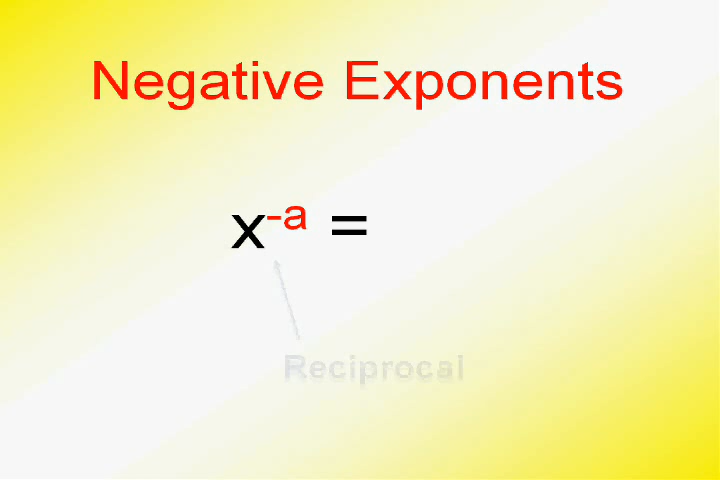 Negative Exponents
x⁻ᵃ =
Reciprocal